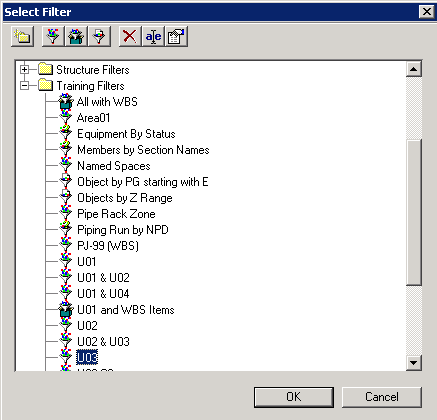 Select Filter
Structure Filters
Training Filters
All with WBS
Area01
Equipment By Status
Members by Section Names
Named Spaces
Object by PG starting with E
Objects by Z Range
Pipe Rack Zone
Piping Run by NPD
PJ-99 (WBS)
U01
U01 & U02
U01 & U04
U01 and WBS Items
U02
U02 & U03
U03
OK Cancel